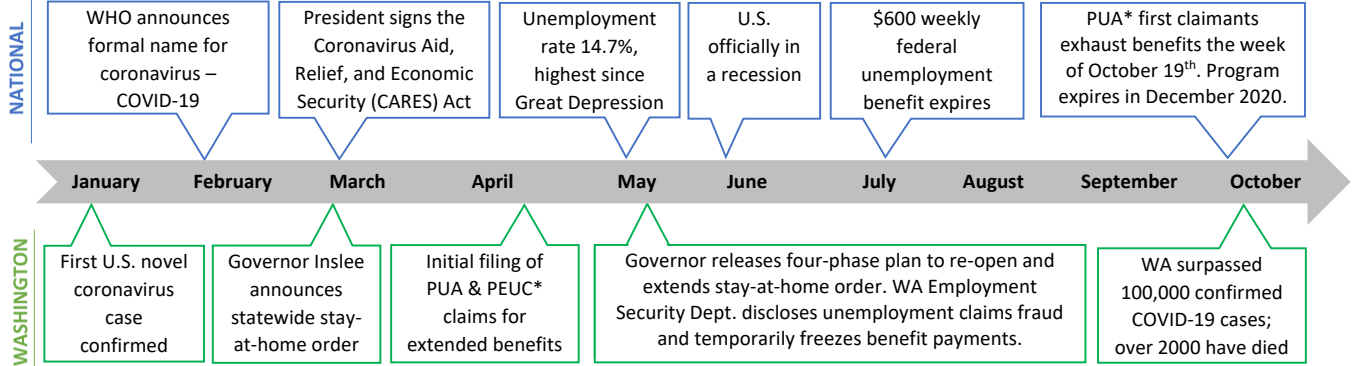 NATIONAL
WHO announces
formal name for
coronavirus –
COVID-19
President signs the
Coronavirus Aid,
Relief, and Economic
Security (CARES) Act
Unemployment
rate 14.7%,
highest since
Great Depression
U.S.
officially in
a recession
$600 weekly
federal
unemployment
benefit expires
PUA* first claimants
exhaust benefits the week
of October 19th. Program
expires in December 2020.
January February March April May June July August September October
WASHINGTON
First U.S. novel
coronavirus
case
confirmed
Governor Inslee
announces
statewide stay-
at-home order
Initial filing of
PUA & PEUC*
claims for
extended benefits
Governor releases four-phase plan to re-open and
extends stay-at-home order. WA Employment
Security Dept. discloses unemployment claims fraud
and temporarily freezes benefit payments.
WA surpassed
100,000 confirmed
COVID-19 cases;
over 2000 have died